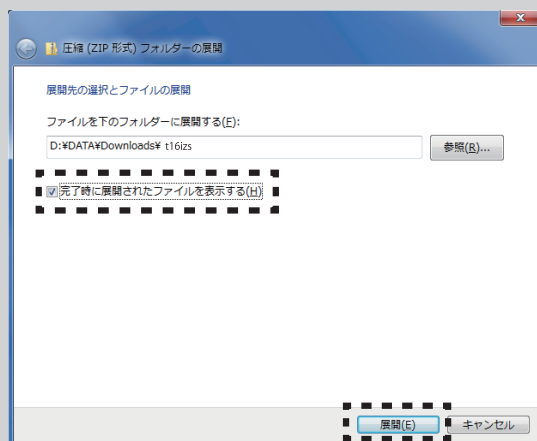 圧縮 (ZIP 形式) フォルダーの展開
展開先の選択とファイルの展開
ファイルを下のフォルダーに展開する(F):
D:¥DATA¥Downloads¥ t16izs
参照(R)...
完了時に展開されたファイルを表示する(H)
展開(E)
キャンセル